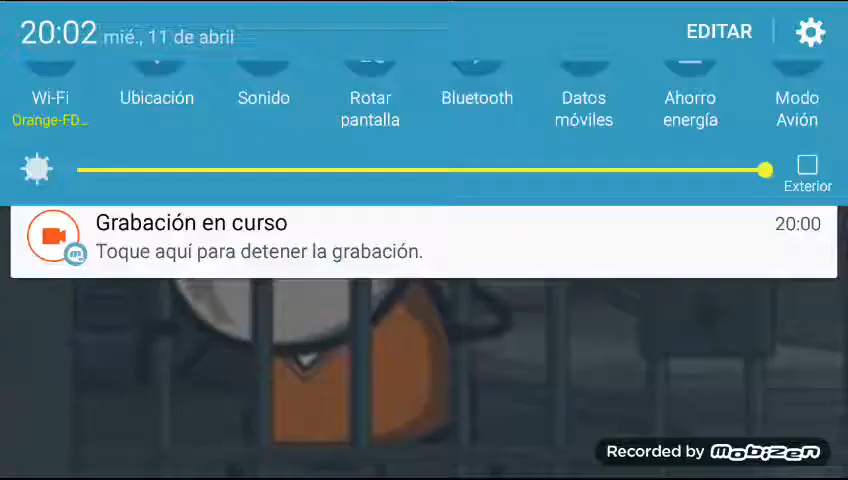 20:02 mié., 11 de abril EDITAR
Wi-Fi Ubicación Sonido Rotar pantalla Bluetooth Datos móviles Ahorro energía Modo Avión
Orange-FD...
Exterior
Grabación en curso 20:00
Toque aquí para detener la grabación.
Recorded by mobizen